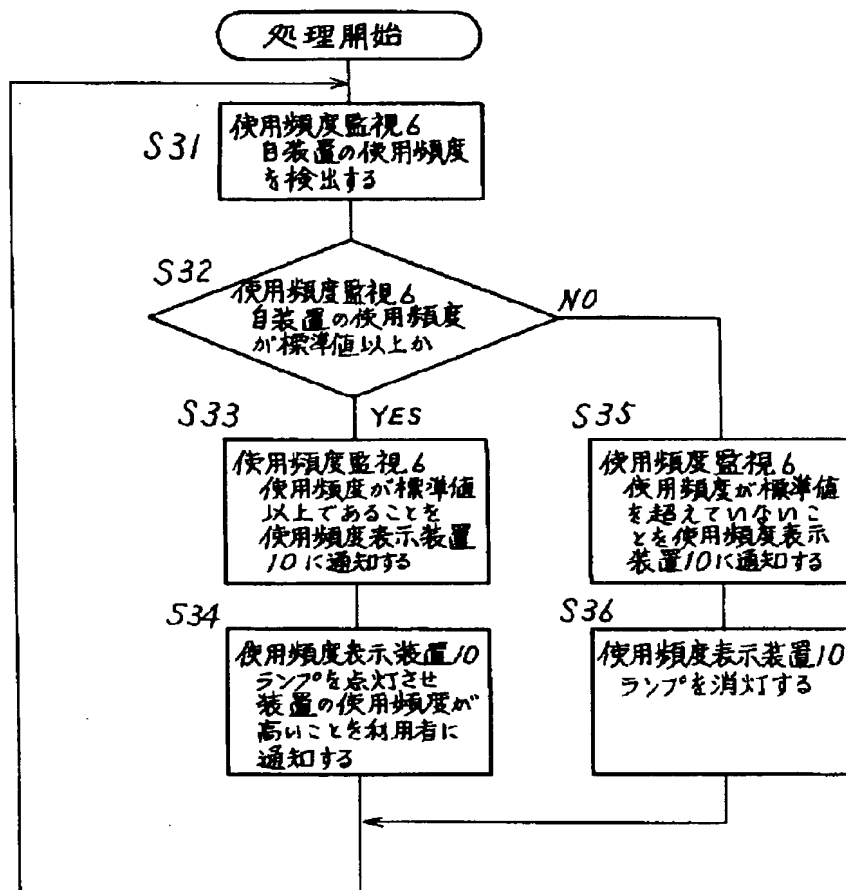 処理開始
S31
使用頻度監視6
自装置の使用頻度
を検出する
S32
使用頻度監視6
自装置の使用頻度
が標準値以上か
NO
YES
S33
使用頻度監視6
使用頻度が標準値
以上であることを
使用頻度表示装置
10に通知する
S34
使用頻度表示装置10
ランプを点灯させ
装置の使用頻度が
高いことを利用者に
通知する
S35
使用頻度監視6
使用頻度が標準値
を超えていないこ
とを使用頻度表示
装置10に通知する
S36
使用頻度表示装置10
ランプを消灯する